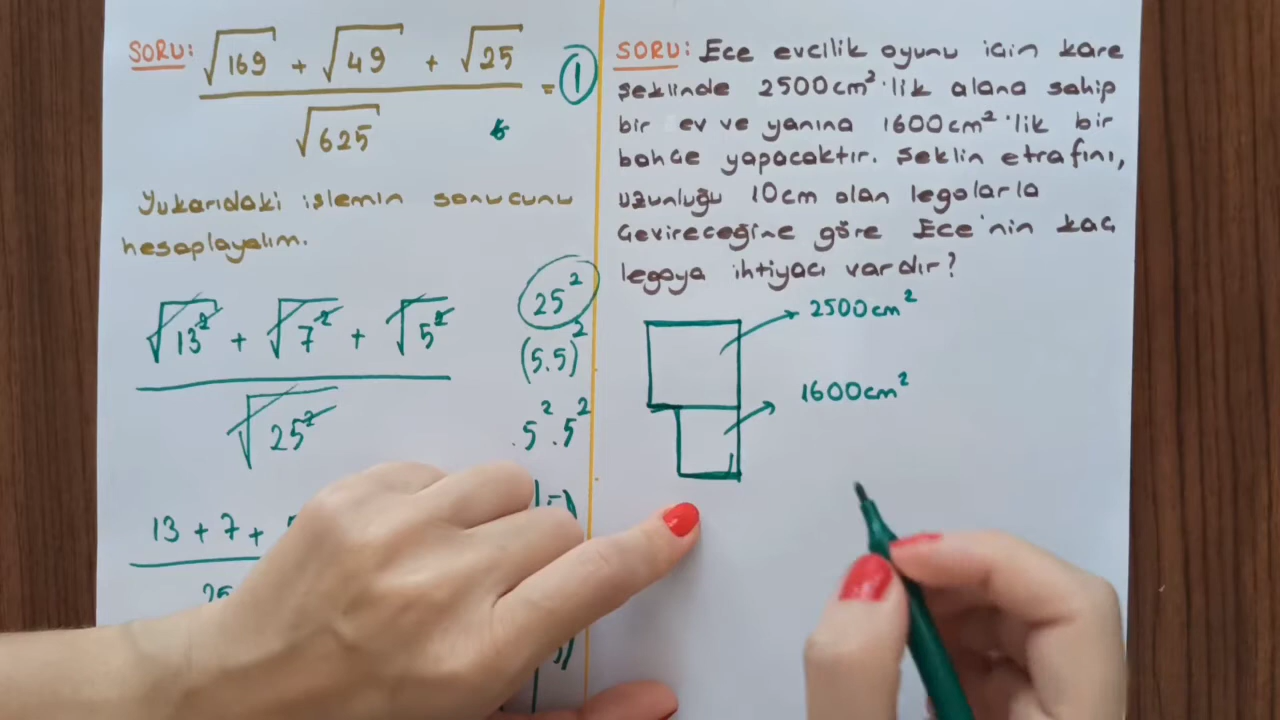 SORU: √169 + √49 + √25
√625
= 1
Yukarıdaki işlemin sonucunu
hesaplayalım.
√13² + √7² + √5²
√25²
13 + 7 +
25²
(5.5)²
5².5²
SORU: Ece evcilik oyunu için kare
şeklinde 2500cm²'lik alana sahip
bir ev ve yanına 1600cm²'lik bir
bahçe yapacaktır. Şeklin etrafını,
uzunluğu 10cm olan legolarla
çevireceğine göre Ece'nin kaç
legoya ihtiyacı vardır?
2500cm²
1600cm²